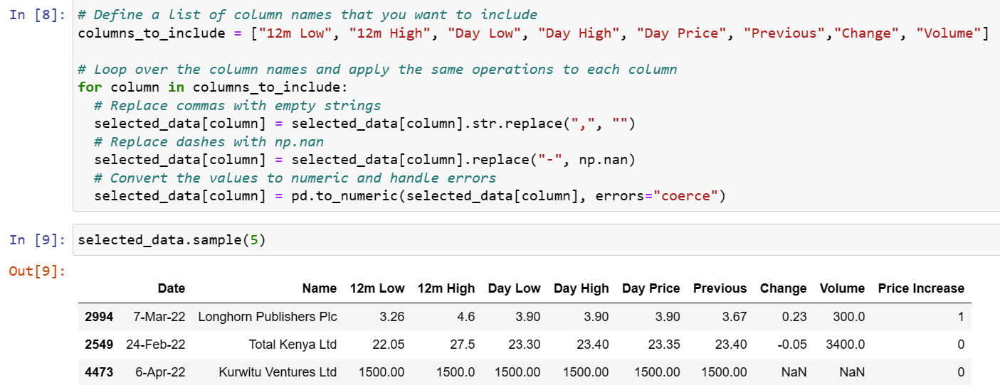 In [8]: # Define a list of column names that you want to include
columns_to_include = ["12m Low", "12m High", "Day Low", "Day High", "Day Price", "Previous","Change", "Volume"]
# Loop over the column names and apply the same operations to each column
for column in columns_to_include:
# Replace commas with empty strings
selected_data[column] = selected_data[column].str.replace(",", "")
# Replace dashes with np.nan
selected_data[column] = selected_data[column].replace("-", np.nan)
# Convert the values to numeric and handle errors
selected_data[column] = pd.to_numeric(selected_data[column], errors="coerce")
In [9]: selected_data.sample(5)
Out[9]:
Date Name 12m Low 12m High Day Low Day High Day Price Previous Change Volume Price Increase
2994 7-Mar-22 Longhorn Publishers Plc 3.26 4.6 3.90 3.90 3.90 3.67 0.23 300.0 1
2549 24-Feb-22 Total Kenya Ltd 22.05 27.5 23.30 23.40 23.35 23.40 -0.05 3400.0 0
4473 6-Apr-22 Kurwitu Ventures Ltd 1500.00 1500.0 1500.00 1500.00 1500.00 1500.00 NaN NaN 0